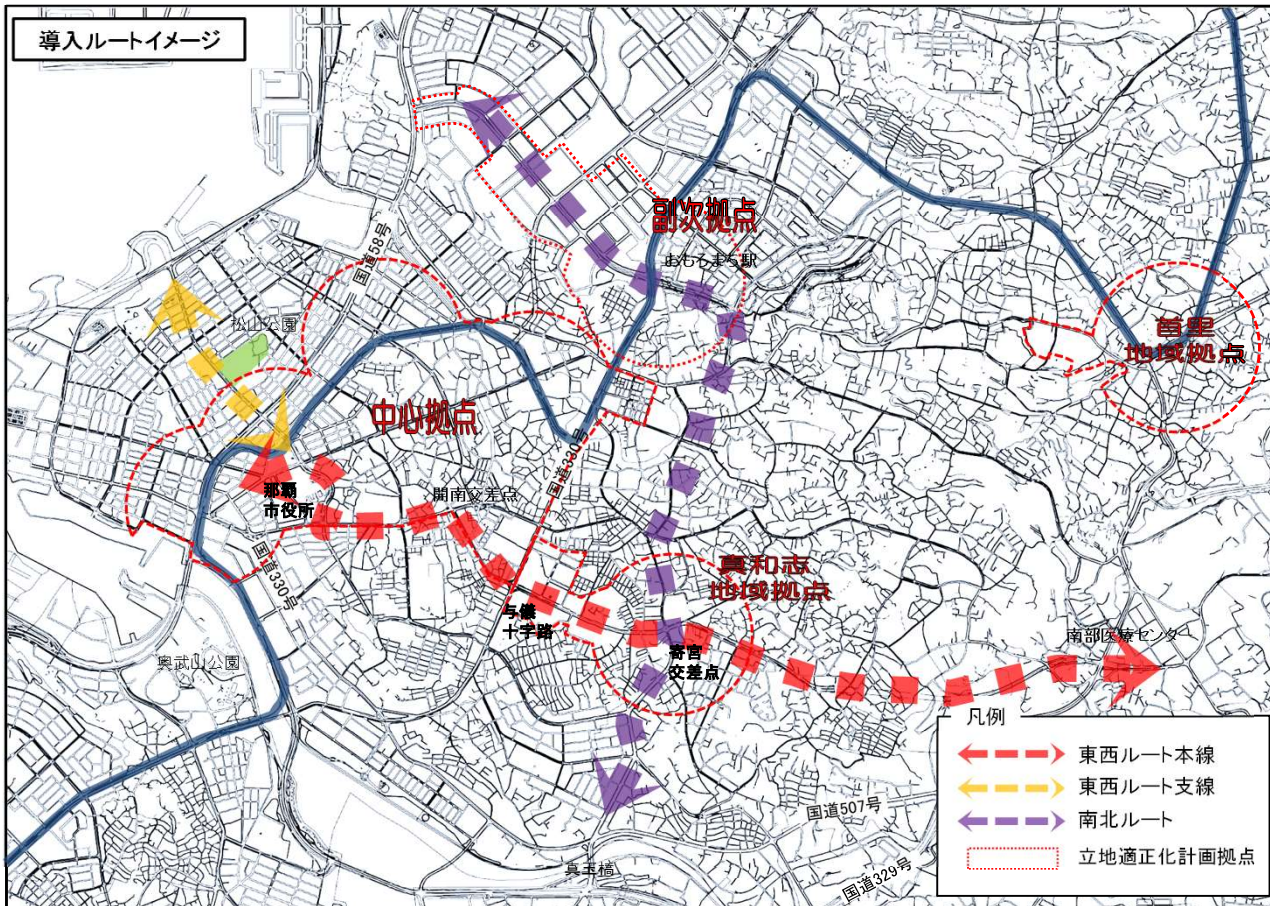 導入ルートイメージ
国道58号
副次拠点
おもろまち駅
松山公園
首里
地域拠点
中心拠点
国道330号
那覇
市役所
開南交差点
国道330号
真和志
地域拠点
与儀
十字路
寄宮
交差点
南部医療センター
奥武山公園
国道507号
真玉橋
国道329号
凡例
東西ルート本線
東西ルート支線
南北ルート
立地適正化計画拠点